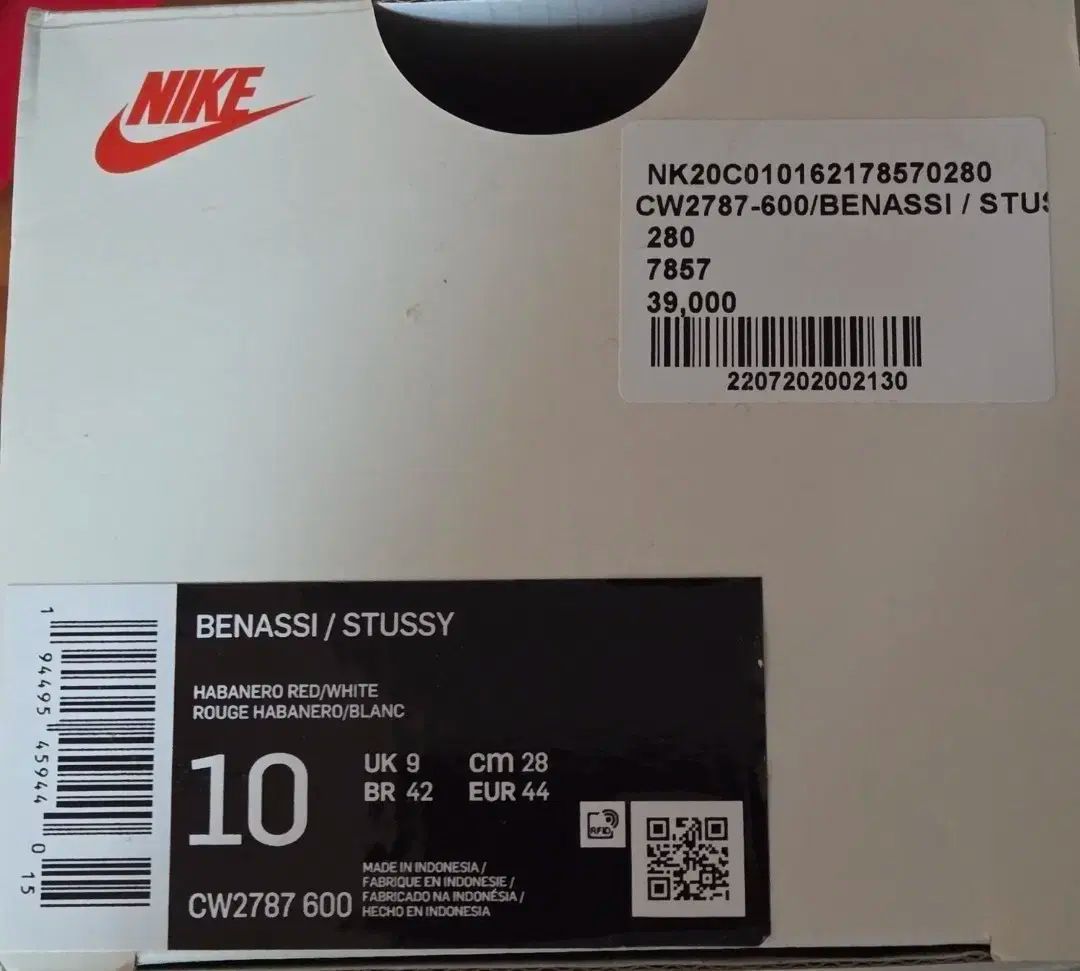 NIKE
NK20C010162178570280
CW2787-600/BENASSI / STUS
280
7857
39,000
2207202002130
BENASSI / STUSSY
HABANERO RED/WHITE
ROUGE HABANERO/BLANC
10
UK 9 cm 28
BR 42 EUR 44
RFID
MADE IN INDONESIA /
FABRIQUE EN INDONESIE /
FABRICADO NA INDONÉSIA /
HECHO EN INDONESIA
CW2787 600
1 94495 45944 0 15